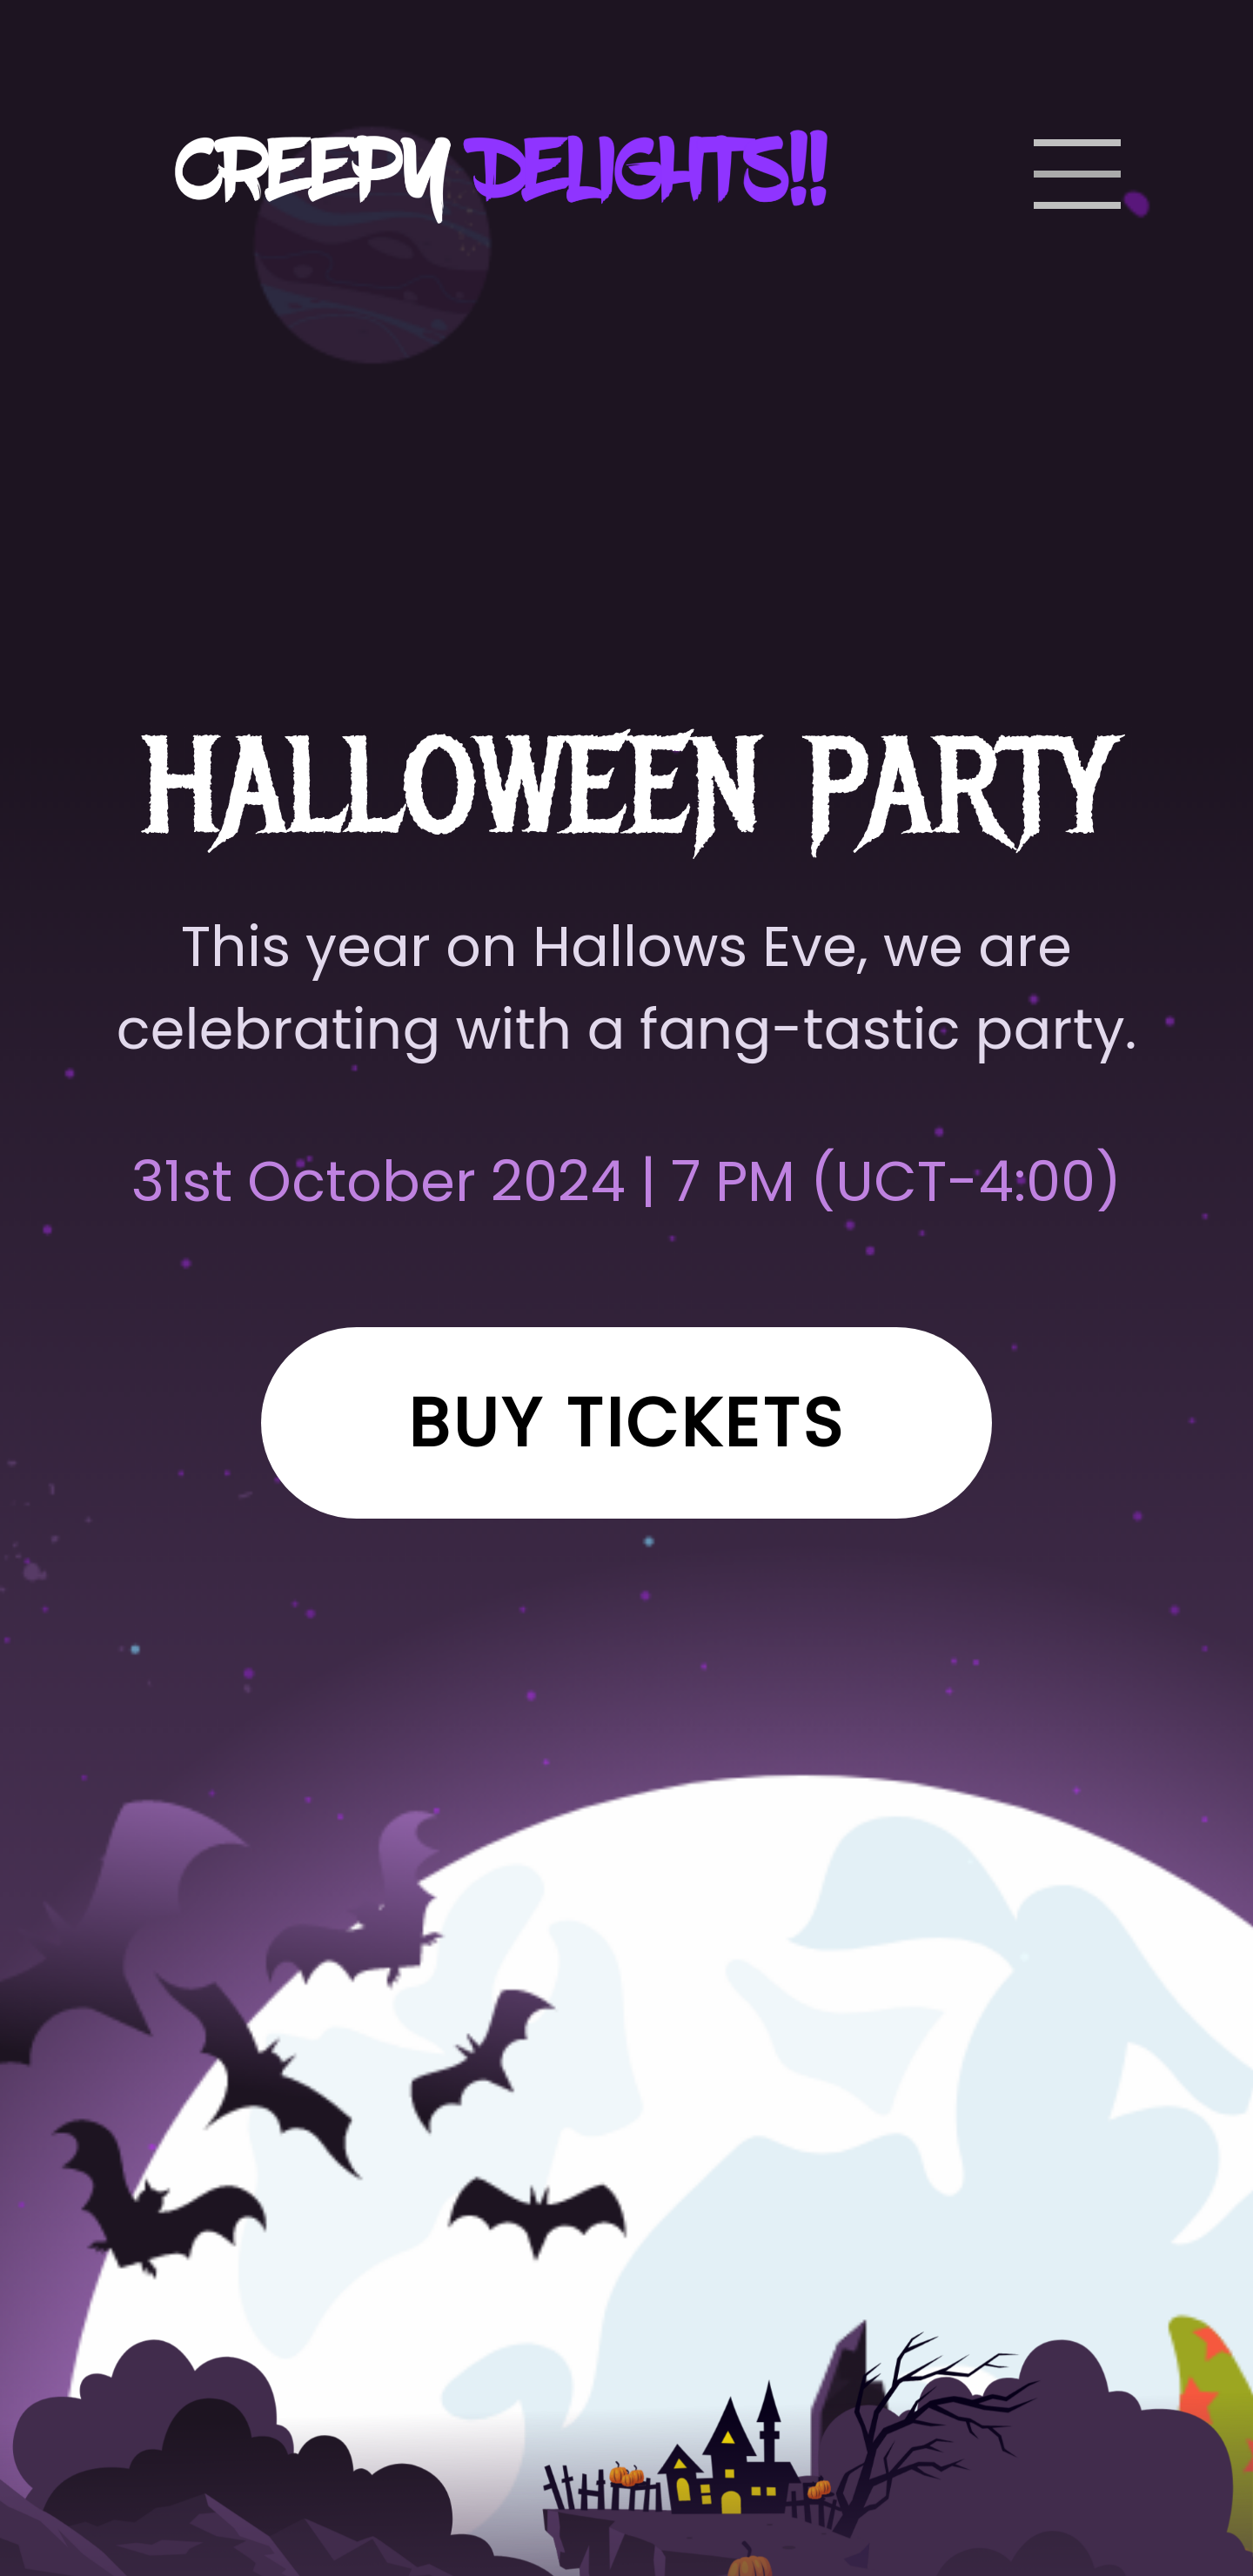 CREEPY DELIGHTS!!
HALLOWEEN PARTY
This year on Hallows Eve, we are
celebrating with a fang-tastic party.
31st October 2024 | 7 PM (UCT-4:00)
BUY TICKETS